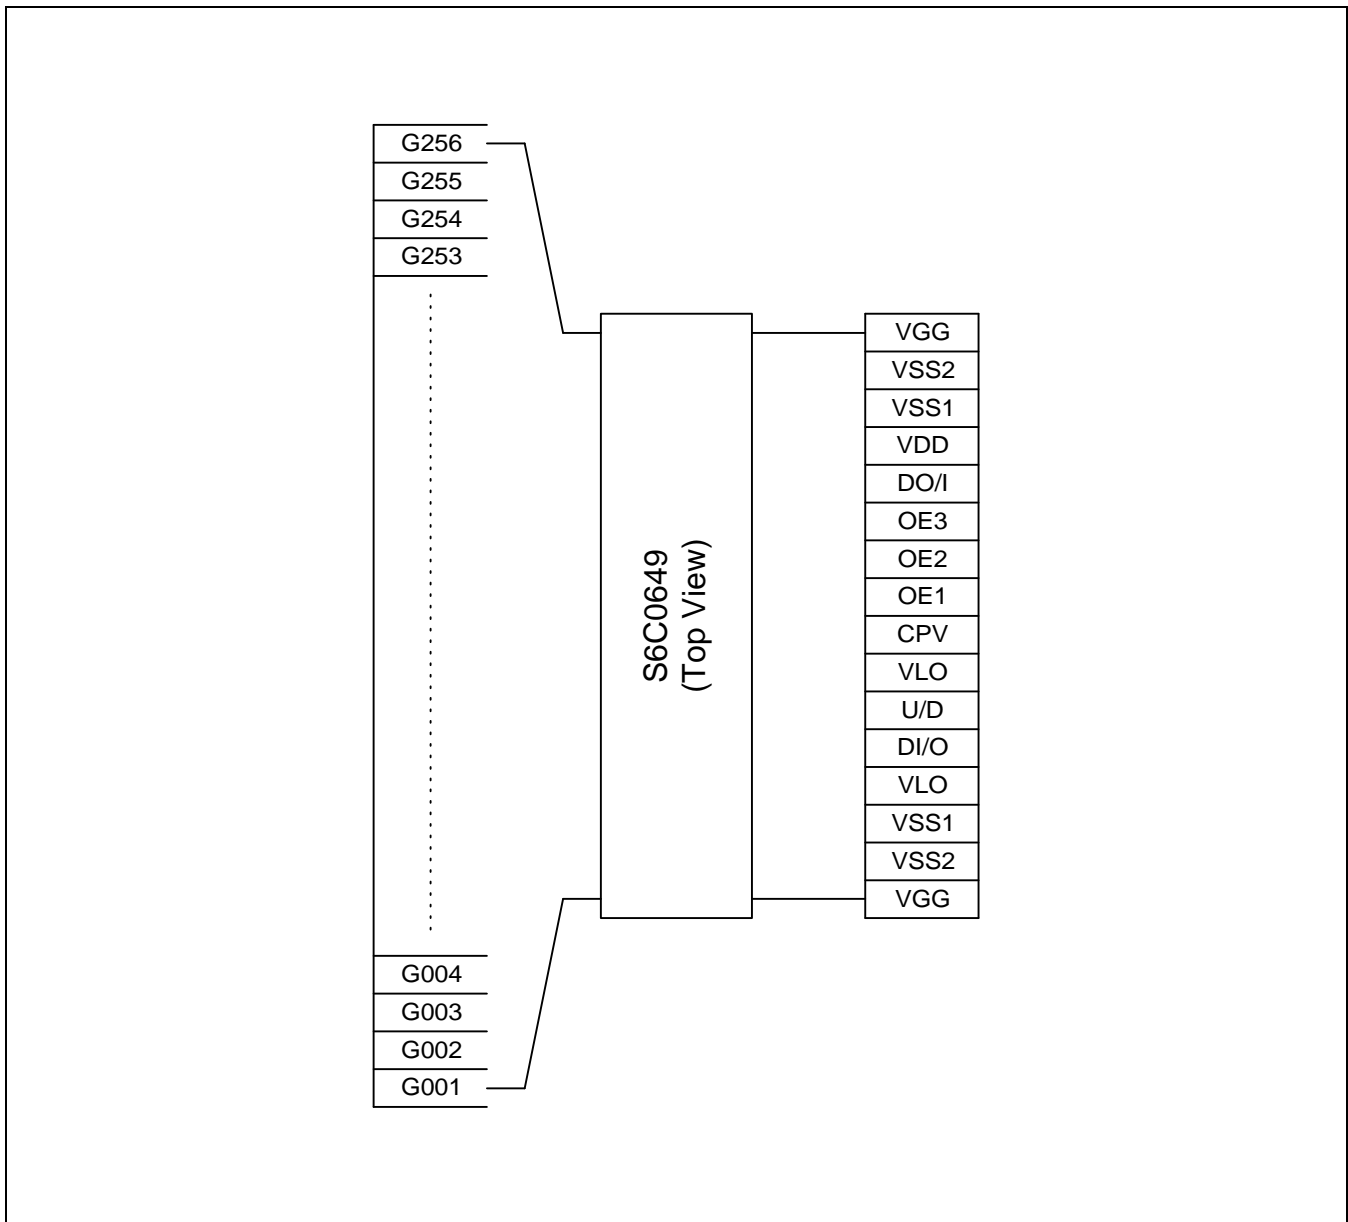 G256
G255
G254
G253
G004
G003
G002
G001
S6C0649
(Top View)
VGG
VSS2
VSS1
VDD
DO/I
OE3
OE2
OE1
CPV
VLO
U/D
DI/O
VLO
VSS1
VSS2
VGG